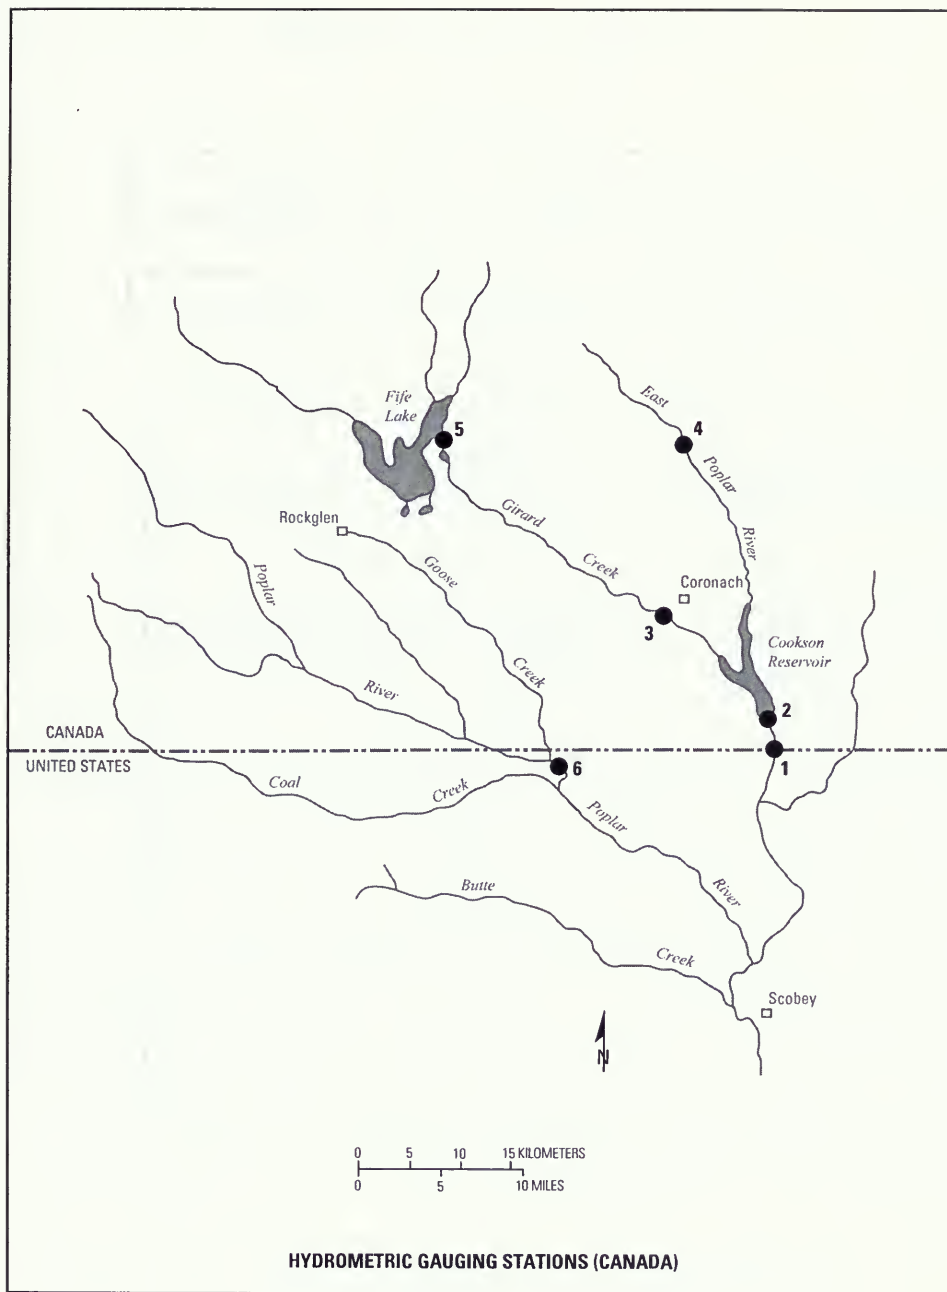 Fife
Lake
East
5
4
Poplar
Rockglen
Girard
Goose
Creek
River
Coronach
Poplar
3
Cookson
Reservoir
Creek
River
2
CANADA
UNITED STATES
1
6
Coal
Creek
Poplar
River
Butte
Creek
Scobey
N
0 5 10 15 KILOMETERS
0 5 10 MILES
HYDROMETRIC GAUGING STATIONS (CANADA)